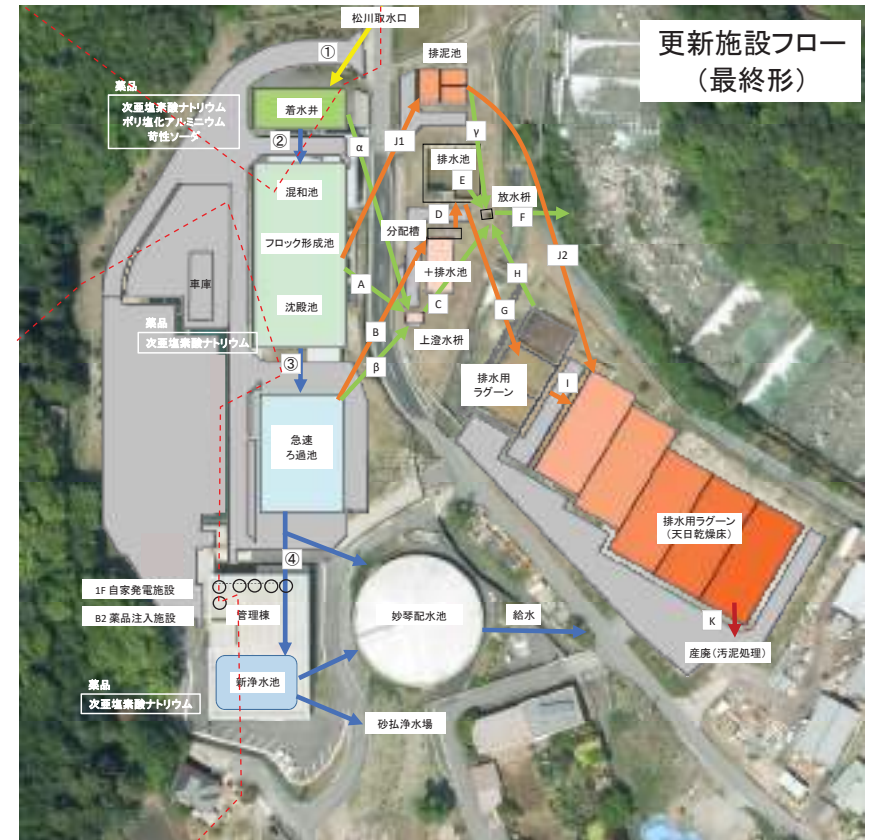 更新施設フロー
（最終形）
松川取水口
①
排泥池
薬品
次亜塩素酸ナトリウム
ポリ塩化アルミニウム
苛性ソーダ
着水井
②
α
J1
γ
排水池
E
放水枡
混和池
D
F
フロック形成池
分配槽
J2
車庫
A
＋排水池
H
沈殿池
C
G
薬品
次亜塩素酸ナトリウム
B
上澄水枡
③
β
排水用
ラグーン
I
急速
ろ過池
排水用ラグーン
（天日乾燥床）
④
1F 自家発電施設
B2 薬品注入施設
管理棟
妙琴配水池
給水
K
産廃（汚泥処理）
薬品
次亜塩素酸ナトリウム
新浄水池
砂払浄水場